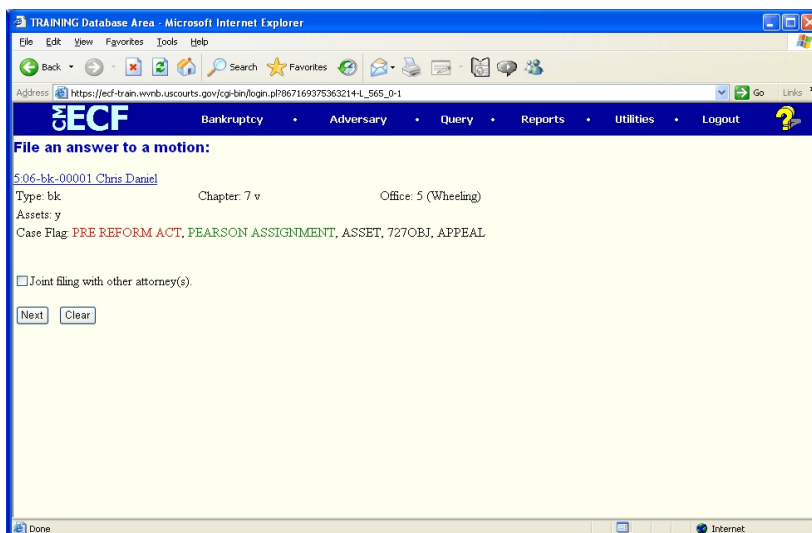 TRAINING Database Area - Microsoft Internet Explorer
File Edit View Favorites Tools Help
Back Search Favorites
Address https://ecf-train.wvnb.uscourts.gov/cgi-bin/login.pl?867169375363214-L_565_0-1 Go Links
CM ECF Bankruptcy • Adversary • Query • Reports • Utilities • Logout ?
File an answer to a motion:
5:06-bk-00001 Chris Daniel
Type: bk Chapter: 7 v Office: 5 (Wheeling)
Assets: y
Case Flag: PRE REFORM ACT, PEARSON ASSIGNMENT, ASSET, 727OBJ, APPEAL
Joint filing with other attorney(s).
Next Clear
Done Internet